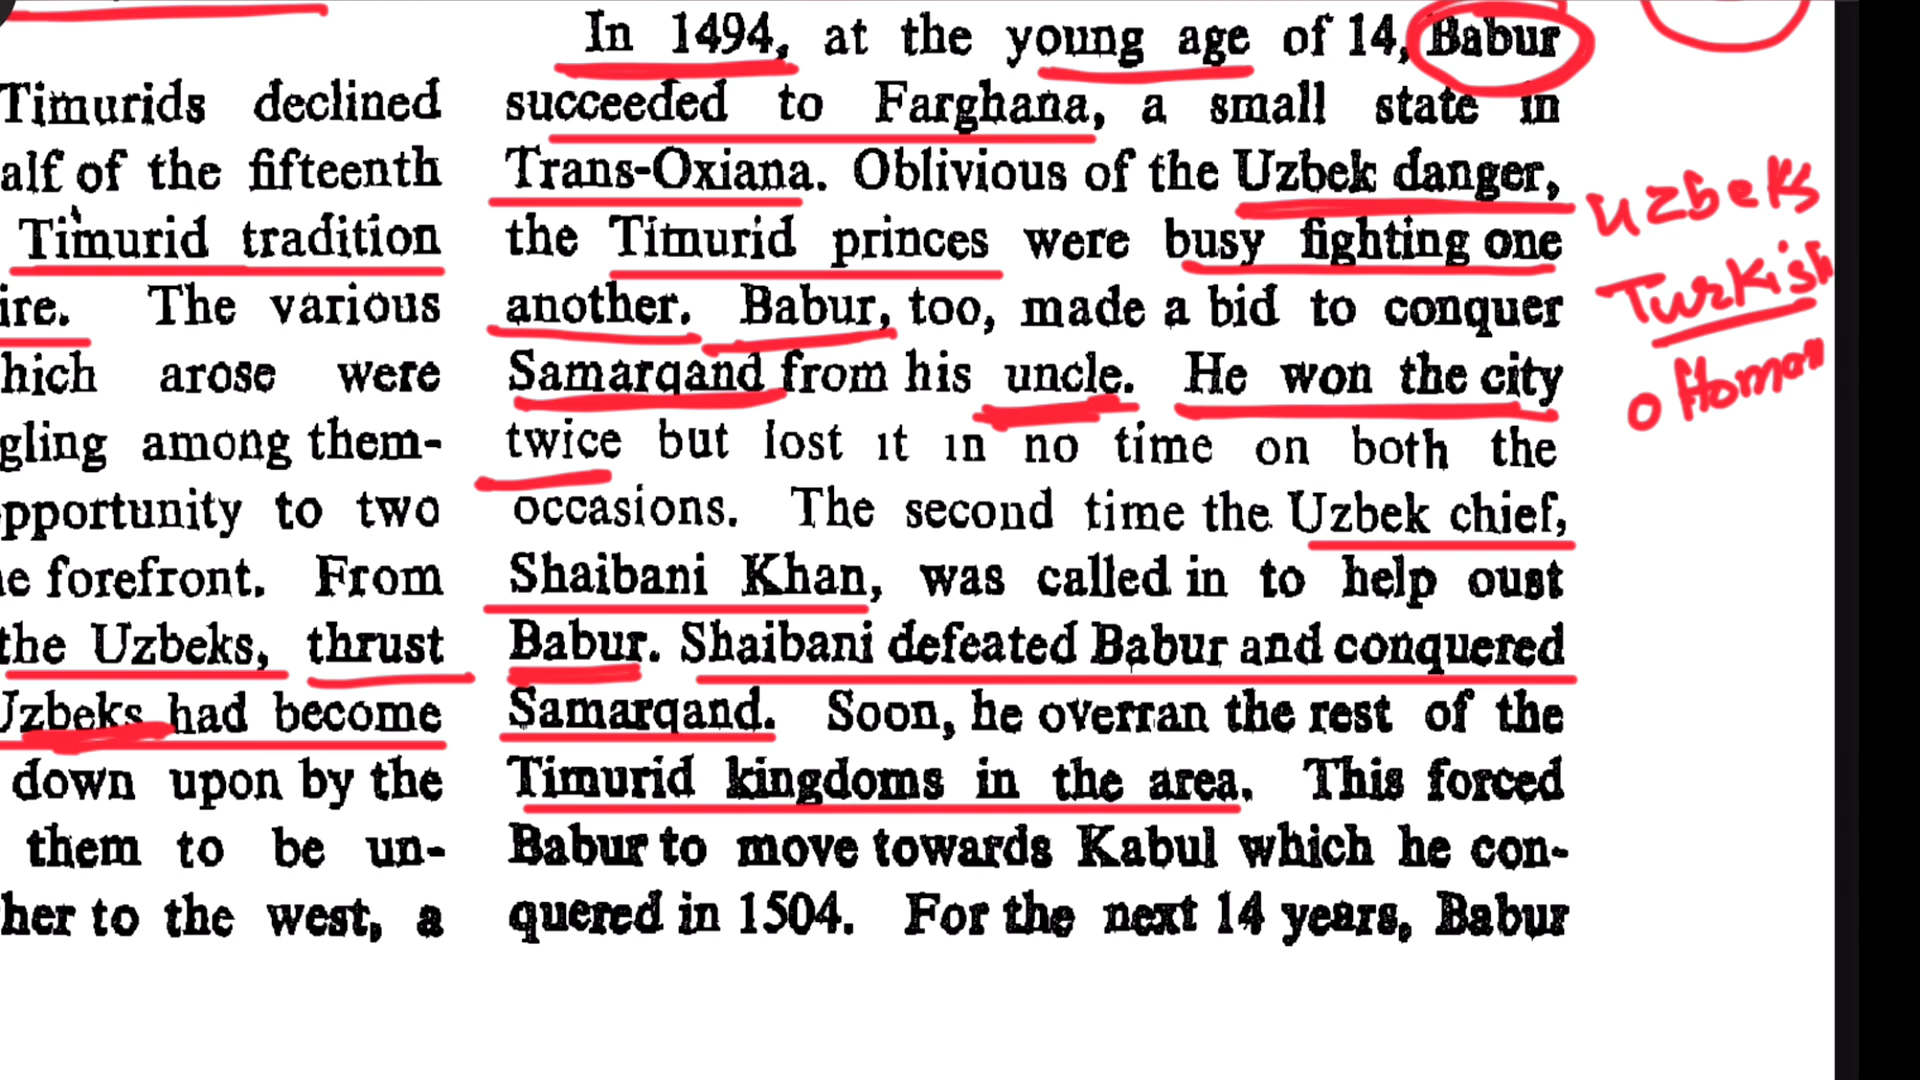 Timurids declined
alf of the fifteenth
Timurid tradition
ire. The various
hich arose were
gling among them-
pportunity to two
e forefront. From
the Uzbeks, thrust
Uzbeks had become
down upon by the
them to be un-
her to the west, a
In 1494, at the young age of 14, Babur
succeeded to Farghana, a small state in
Trans-Oxiana. Oblivious of the Uzbek danger,
the Timurid princes were busy fighting one
another. Babur, too, made a bid to conquer
Samarqand from his uncle. He won the city
twice but lost it in no time on both the
occasions. The second time the Uzbek chief,
Shaibani Khan, was called in to help oust
Babur. Shaibani defeated Babur and conquered
Samarqand. Soon, he overran the rest of the
Timurid kingdoms in the area. This forced
Babur to move towards Kabul which he con-
quered in 1504. For the next 14 years, Babur
Uzbeks
Turkish
Ottoman